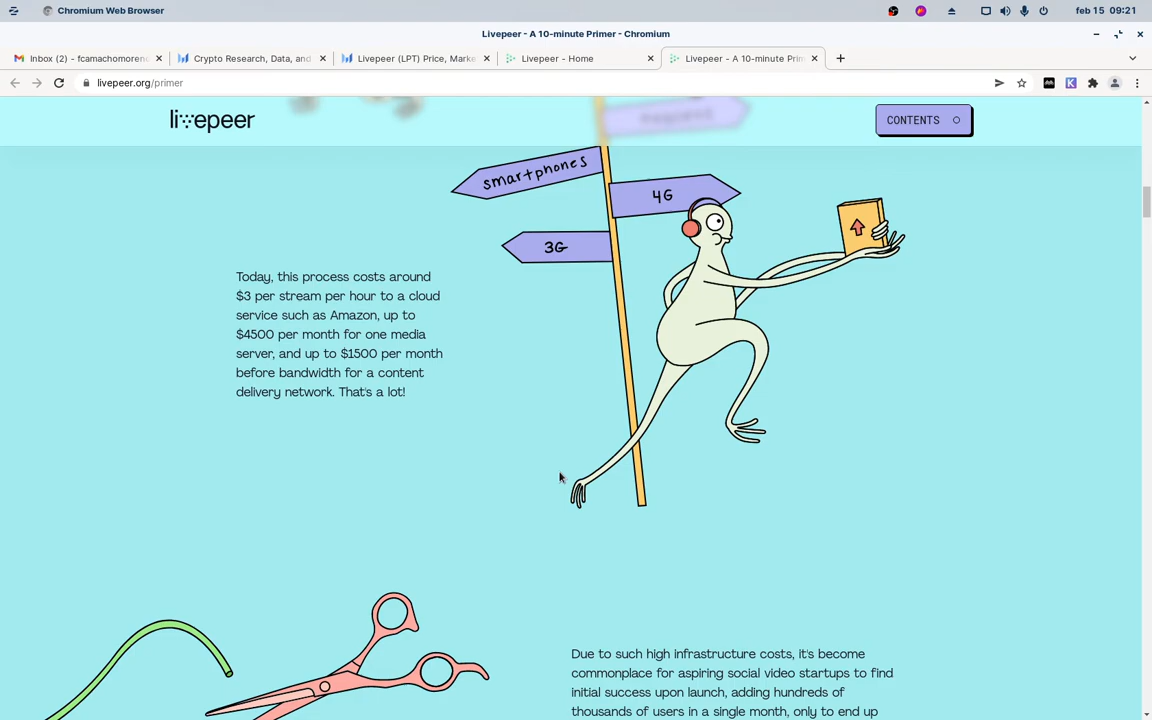 Chromium Web Browser
feb 15 09:21
Livepeer - A 10-minute Primer - Chromium
Inbox (2) - fcamachomoreno
Crypto Research, Data, and
Livepeer (LPT) Price, Marke
Livepeer - Home
Livepeer - A 10-minute Prim
livepeer.org/primer
livepeer
CONTENTS
smartphones
4G
3G
Today, this process costs around
$3 per stream per hour to a cloud
service such as Amazon, up to
$4500 per month for one media
server, and up to $1500 per month
before bandwidth for a content
delivery network. That's a lot!
Due to such high infrastructure costs, it's become
commonplace for aspiring social video startups to find
initial success upon launch, adding hundreds of
thousands of users in a single month, only to end up